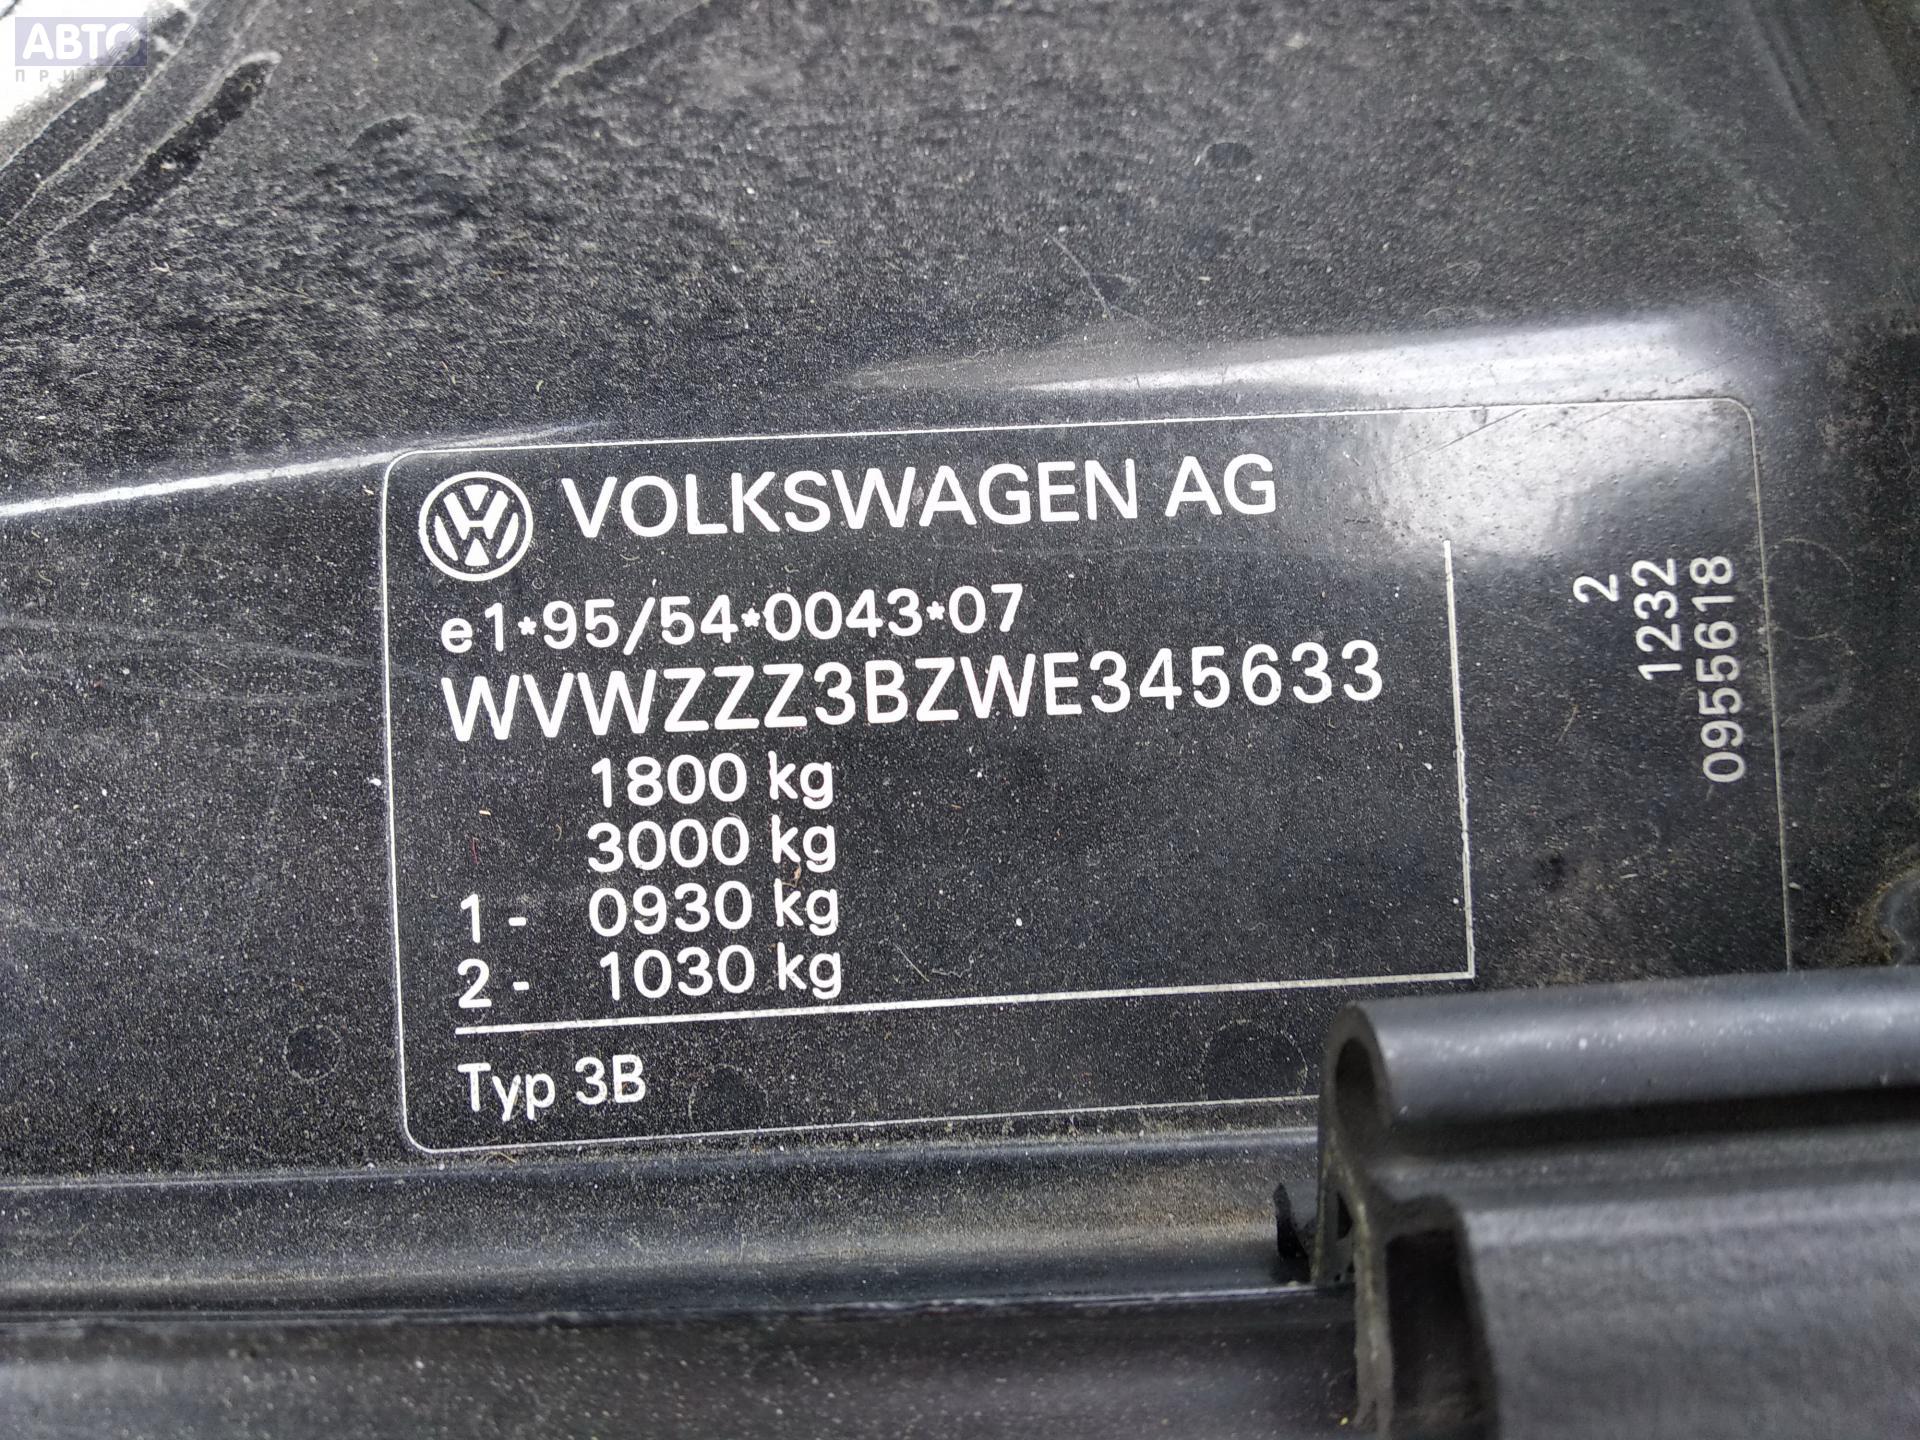 АВТО
ПРИВОЗ
VOLKSWAGEN AG
e1*95/54*0043*07
WVWZZZ3BZWE345633
1800 kg
3000 kg
1- 0930 kg
2- 1030 kg
Typ 3B
2
1232
0955618